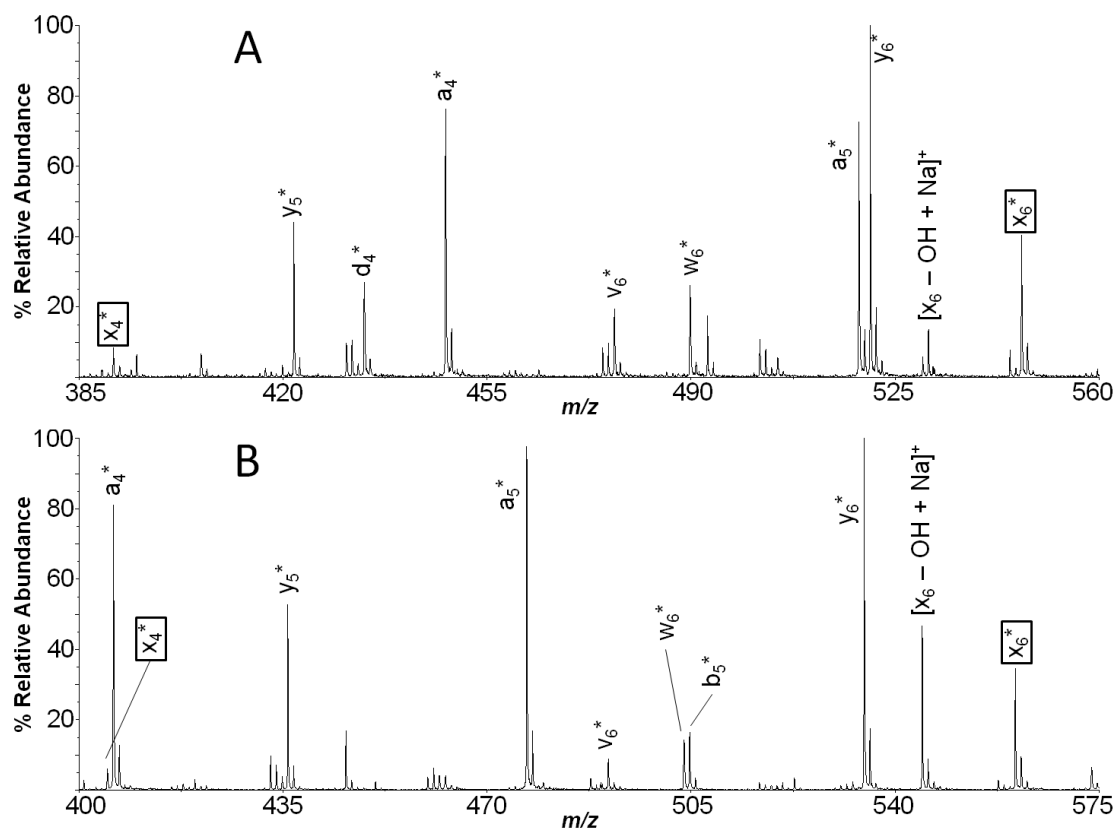 A
% Relative Abundance
100
80
60
40
20
x4*
y5*
d4*
a4*
v6*
w6*
a5*
y6*
[x6 – OH + Na]+
x6*
385
420
455
490
525
560
m/z
B
% Relative Abundance
100
80
60
40
20
a4*
x4*
y5*
a5*
v6*
w6*
b5*
y6*
[x6 – OH + Na]+
x6*
400
435
470
505
540
575
m/z